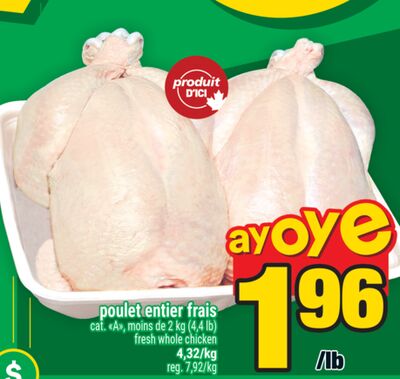 produit
D'ICI
ayoye
1 96
/lb
poulet entier frais
cat. «A», moins de 2 kg (4,4 lb)
fresh whole chicken
4,32/kg
reg. 7,92/kg
$